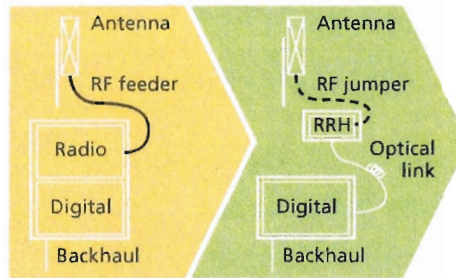 Antenna
RF feeder
Radio
Digital
Backhaul
Antenna
RF jumper
RRH
Optical
link
Digital
Backhaul